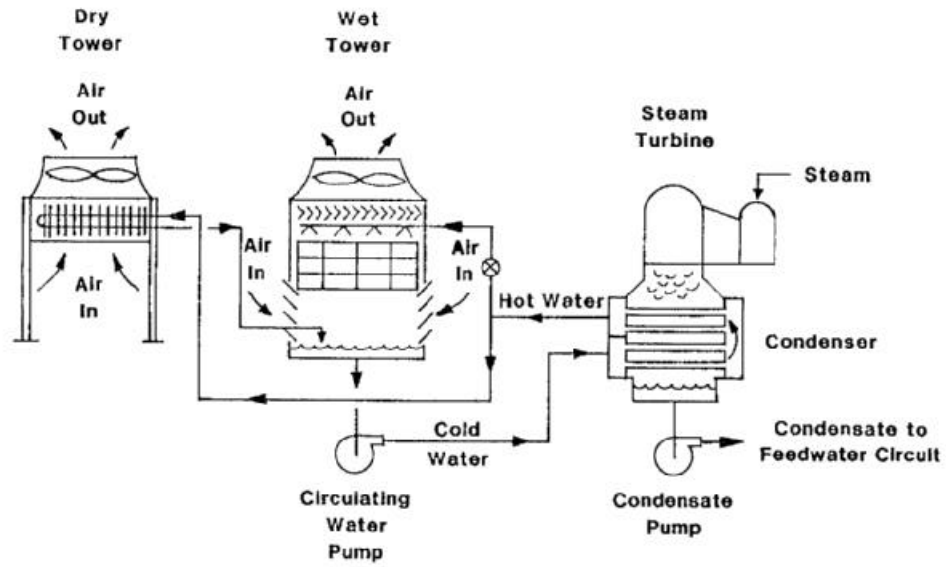 Dry
Tower
Air
Out
Air
In
Wet
Tower
Air
Out
Air
In
Air
In
Steam
Turbine
Steam
Hot Water
Condenser
Cold
Water
Circulating
Water
Pump
Condensate
Pump
Condensate to
Feedwater Circuit